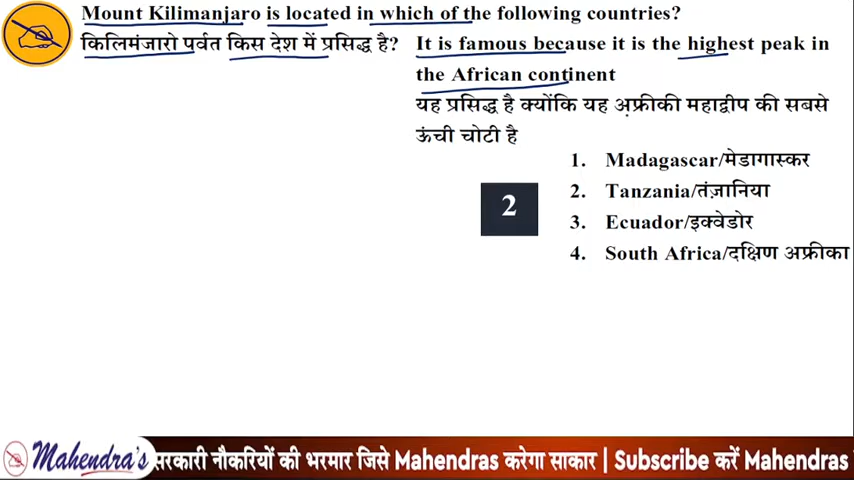 Mount Kilimanjaro is located in which of the following countries?
किलिमंजारो पर्वत किस देश में प्रसिद्ध है?
It is famous because it is the highest peak in
the African continent
यह प्रसिद्ध है क्योंकि यह अफ़्रीकी महाद्वीप की सबसे
ऊंची चोटी है
1. Madagascar/मेडागास्कर
2. Tanzania/तंज़ानिया
3. Ecuador/इक्वेडोर
4. South Africa/दक्षिण अफ्रीका
2
Mahendra's
सरकारी नौकरियों की भरमार जिसे Mahendras करेगा साकार | Subscribe करें Mahendras